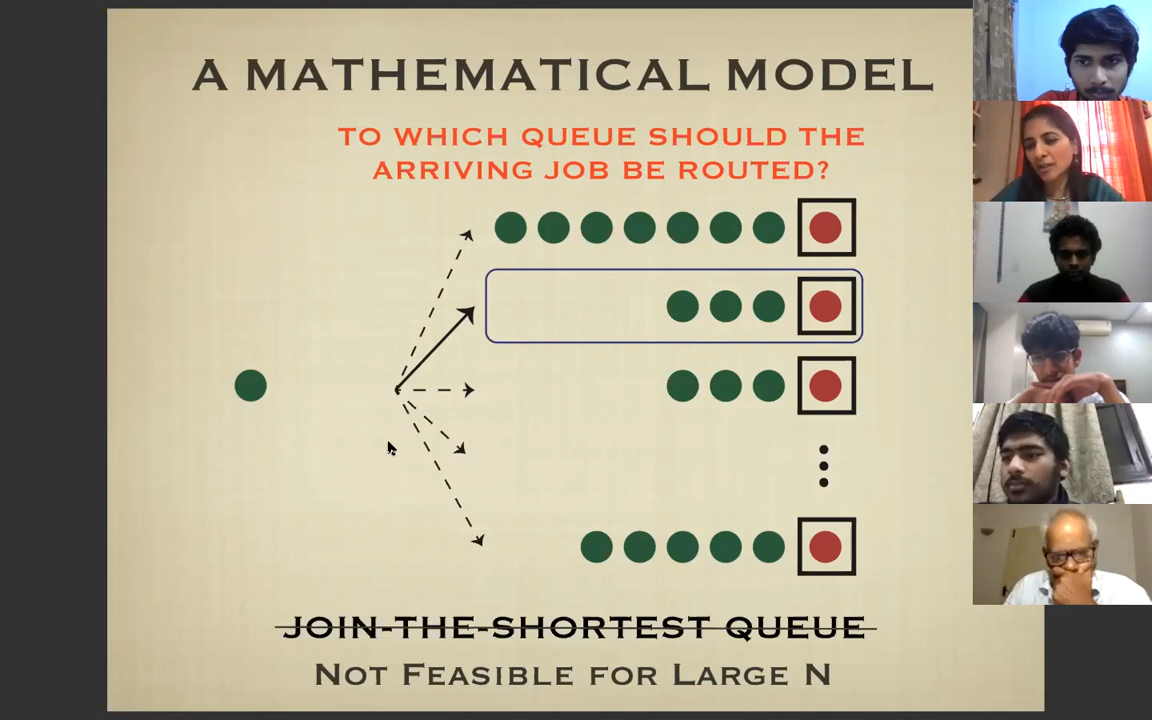 A MATHEMATICAL MODEL
TO WHICH QUEUE SHOULD THE
ARRIVING JOB BE ROUTED?
JOIN-THE-SHORTEST QUEUE
NOT FEASIBLE FOR LARGE N